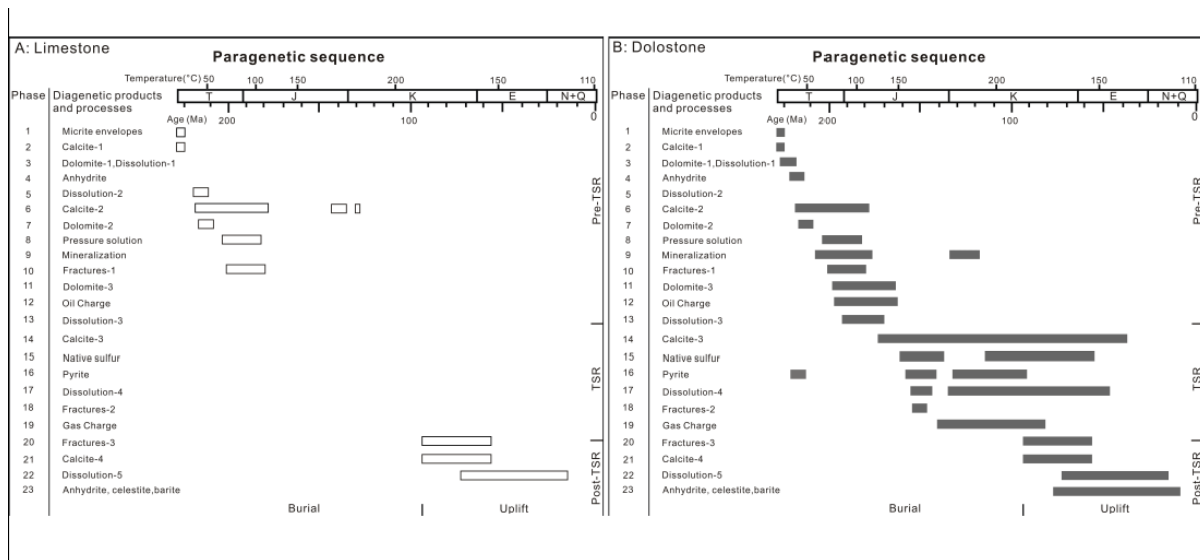 A: Limestone
Paragenetic sequence
Temperature(°C) 50 100 150 200 150 110
Phase Diagenetic products and processes
T J K E N+Q
Age (Ma) 200 100 0
1 Micrite envelopes
2 Calcite-1
3 Dolomite-1,Dissolution-1
4 Anhydrite
5 Dissolution-2
6 Calcite-2
7 Dolomite-2
8 Pressure solution
9 Mineralization
10 Fractures-1
11 Dolomite-3
12 Oil Charge
13 Dissolution-3
14 Calcite-3
15 Native sulfur
16 Pyrite
17 Dissolution-4
18 Fractures-2
19 Gas Charge
20 Fractures-3
21 Calcite-4
22 Dissolution-5
23 Anhydrite, celestite,barite
Pre-TSR
TSR
Post-TSR
Burial Uplift
B: Dolostone
Paragenetic sequence
Temperature(°C) 50 100 150 200 150 110
Phase Diagenetic products and processes
T J K E N+Q
Age (Ma) 200 100 0
1 Micrite envelopes
2 Calcite-1
3 Dolomite-1,Dissolution-1
4 Anhydrite
5 Dissolution-2
6 Calcite-2
7 Dolomite-2
8 Pressure solution
9 Mineralization
10 Fractures-1
11 Dolomite-3
12 Oil Charge
13 Dissolution-3
14 Calcite-3
15 Native sulfur
16 Pyrite
17 Dissolution-4
18 Fractures-2
19 Gas Charge
20 Fractures-3
21 Calcite-4
22 Dissolution-5
23 Anhydrite, celestite,barite
Pre-TSR
TSR
Post-TSR
Burial Uplift